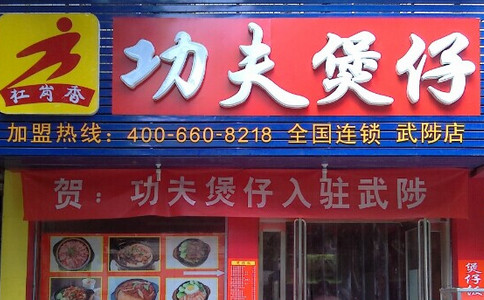 功夫煲仔
杠岗香
加盟热线：400-660-8218 全国连锁 武陟店
贺：功夫煲仔入驻武陟
煲仔